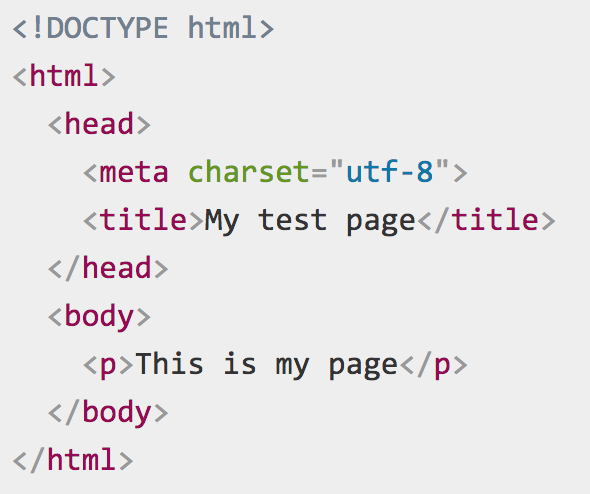 <!DOCTYPE html>
<html>
  <head>
    <meta charset="utf-8">
    <title>My test page</title>
  </head>
  <body>
    <p>This is my page</p>
  </body>
</html>